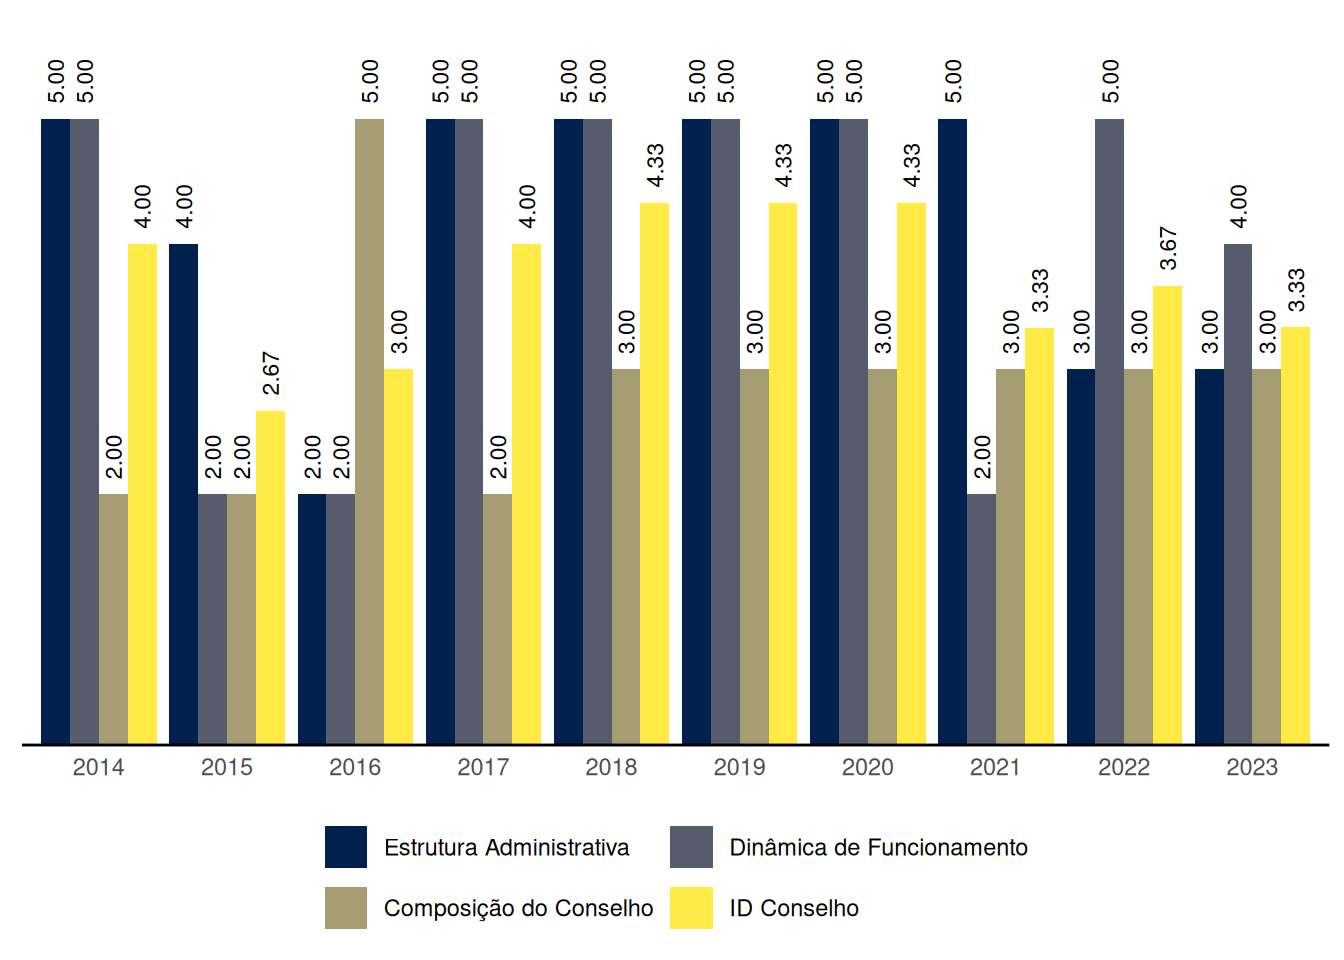 5.00 5.00 2.00 4.00
4.00 2.00 2.00 2.67
2.00 2.00 5.00 3.00
5.00 5.00 2.00 4.00
5.00 5.00 3.00 4.33
5.00 5.00 3.00 4.33
5.00 5.00 3.00 4.33
5.00 2.00 3.00 3.33
3.00 5.00 3.00 3.67
3.00 4.00 3.00 3.33
2014 2015 2016 2017 2018 2019 2020 2021 2022 2023
Estrutura Administrativa Dinâmica de Funcionamento
Composição do Conselho ID Conselho